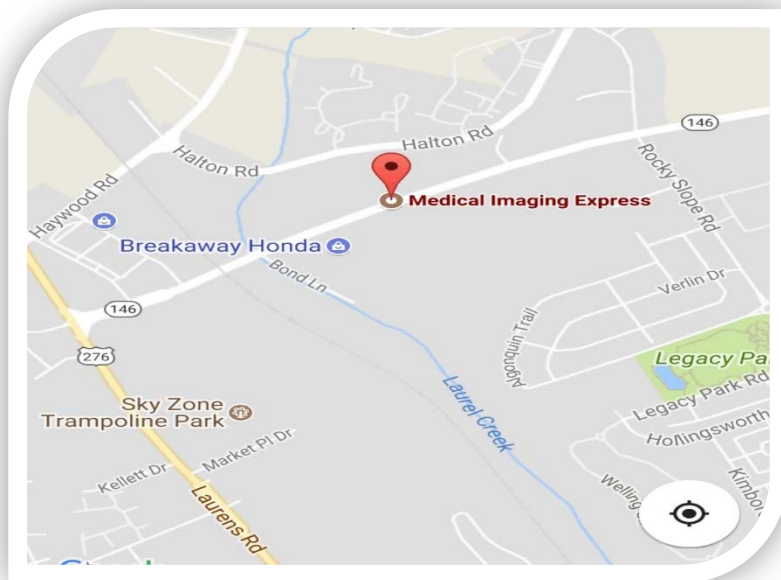 146
Halton Rd
Halton Rd
Haywood Rd
Rocky Slope Rd
Medical Imaging Express
Breakaway Honda
Bond Ln
Verlin Dr
146
Algonquin Trail
276
Legacy Pa
Legacy Park Rd
Sky Zone
Trampoline Park
Laurel Creek
Hollingsworth
Market Pl Dr
Kellett Dr
Welling
Kimbo
Laurens Rd